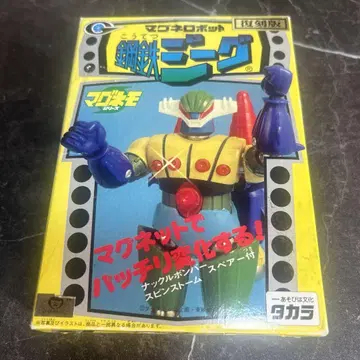 マグネロボット
復刻版
こうてつ
鋼鉄ジーグ®
マグネモ
マグネットで
バッチリ変化する!
ナックルボンバー スペアー付
スピンストーム
—あそびは文化
タカラ